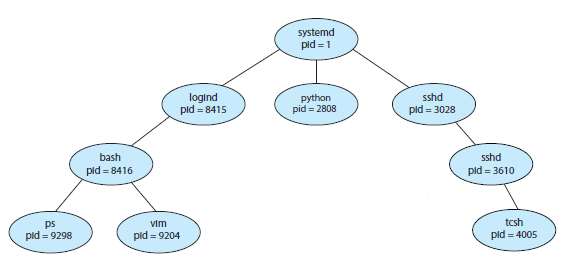 systemd
pid = 1
logind
pid = 8415
python
pid = 2808
sshd
pid = 3028
bash
pid = 8416
sshd
pid = 3610
ps
pid = 9298
vim
pid = 9204
tcsh
pid = 4005